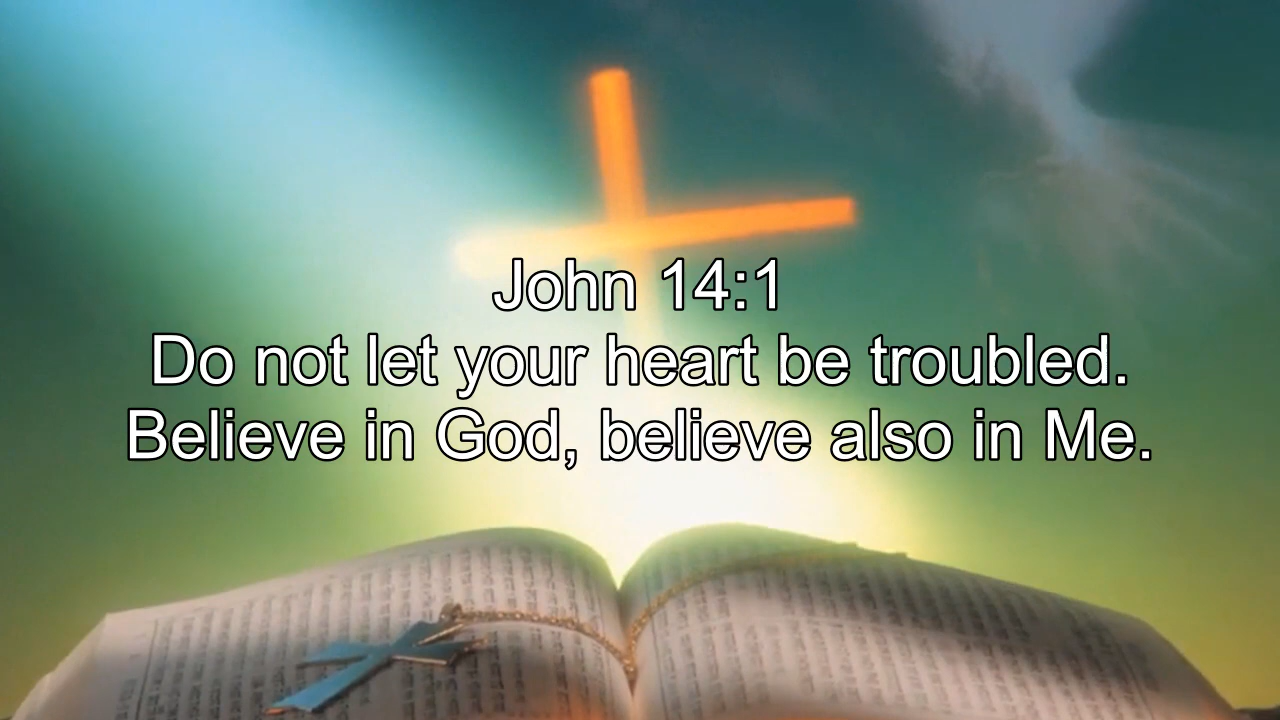 John 14:1
Do not let your heart be troubled.
Believe in God, believe also in Me.